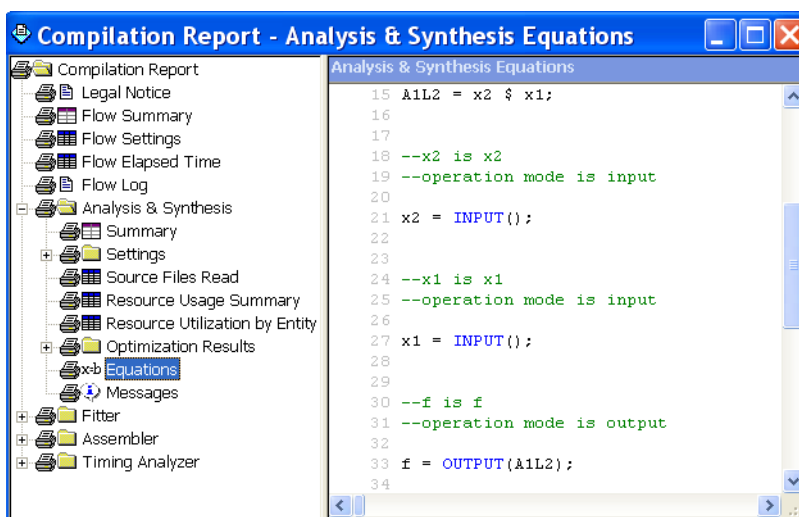 Compilation Report - Analysis & Synthesis Equations
Compilation Report
Legal Notice
Flow Summary
Flow Settings
Flow Elapsed Time
Flow Log
Analysis & Synthesis
Summary
Settings
Source Files Read
Resource Usage Summary
Resource Utilization by Entity
Optimization Results
x=b Equations
Messages
Fitter
Assembler
Timing Analyzer
Analysis & Synthesis Equations
15 A1L2 = x2 $ x1;
16
17
18 --x2 is x2
19 --operation mode is input
20
21 x2 = INPUT();
22
23
24 --x1 is x1
25 --operation mode is input
26
27 x1 = INPUT();
28
29
30 --f is f
31 --operation mode is output
32
33 f = OUTPUT(A1L2);
34